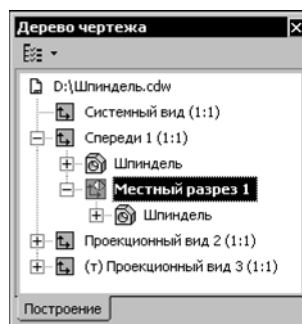 Дерево чертежа
D:\Шпиндель.cdw
Системный вид (1:1)
Спереди 1 (1:1)
Шпиндель
Местный разрез 1
Шпиндель
Проекционный вид 2 (1:1)
(т) Проекционный вид 3 (1:1)
Построение